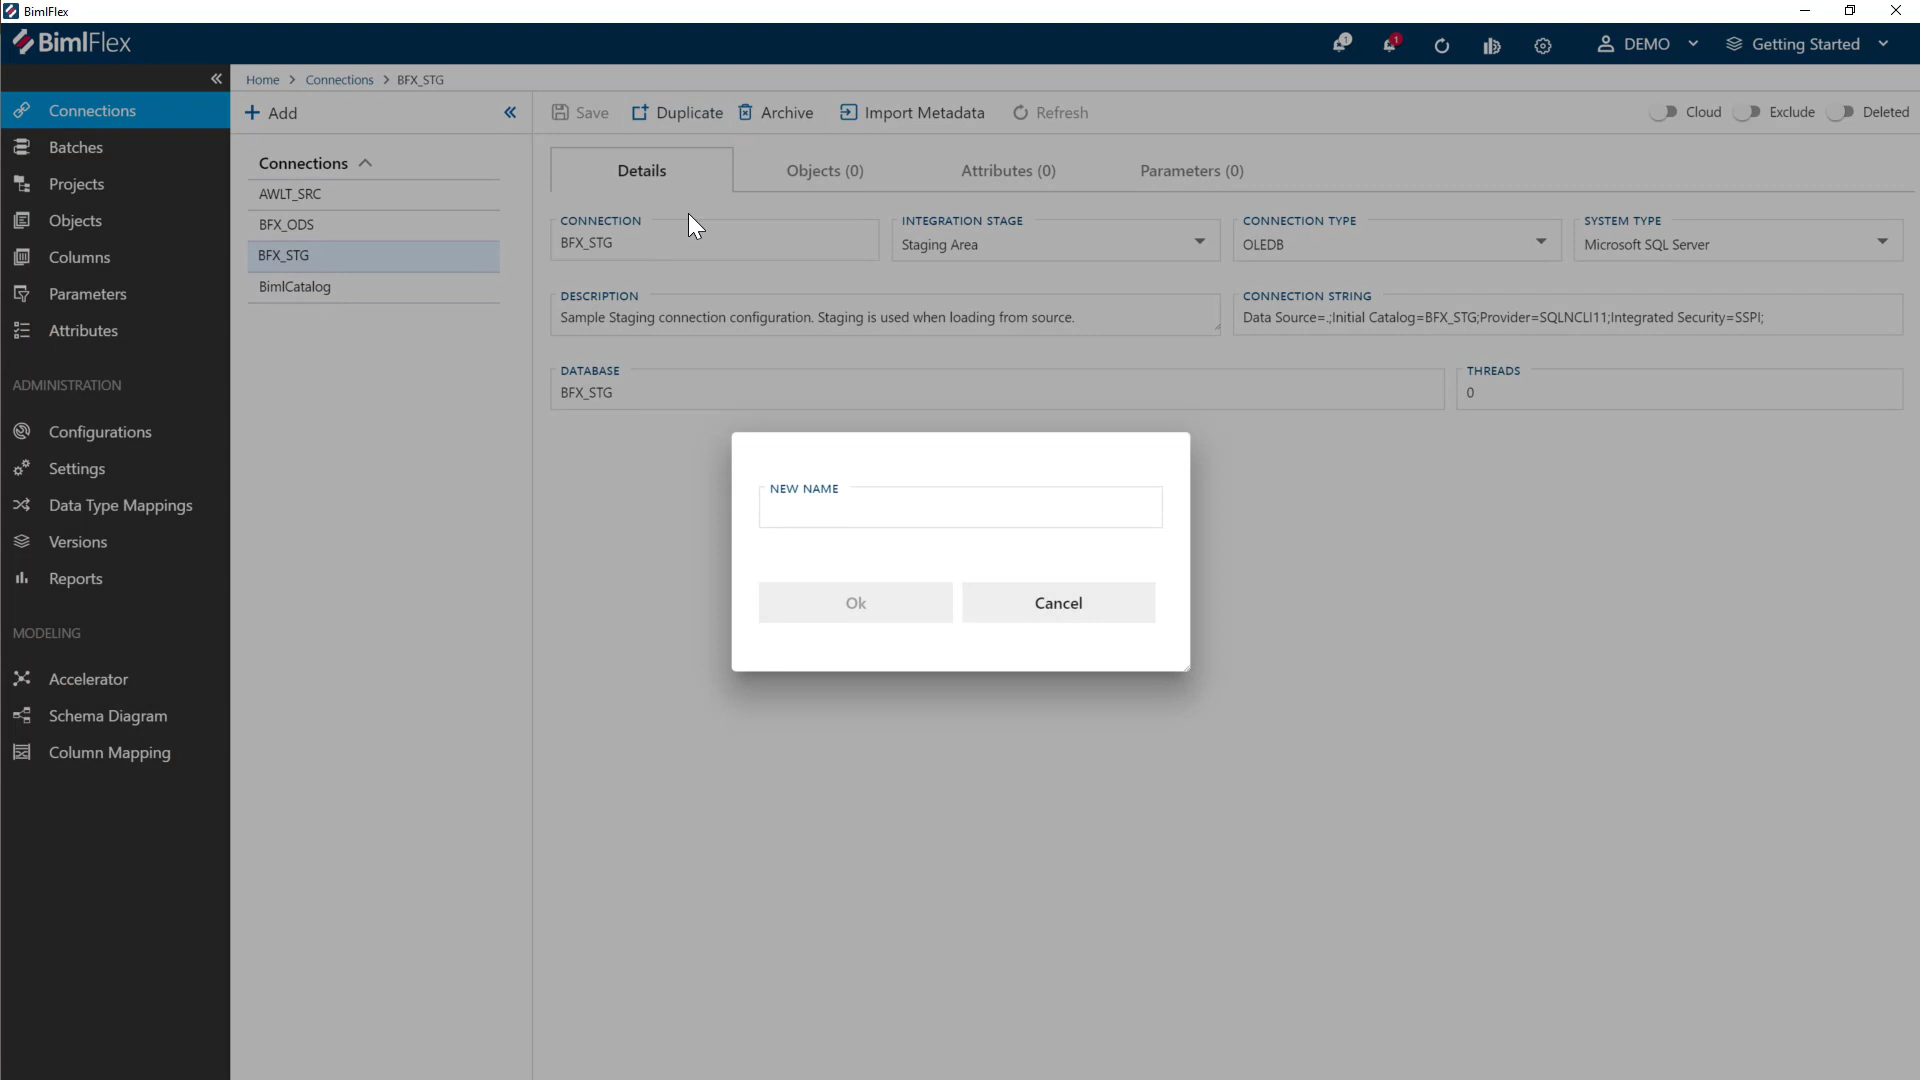 BimlFlex
BimlFlex
1
1
DEMO
Getting Started
Home > Connections > BFX_STG
Connections
Batches
Projects
Objects
Columns
Parameters
Attributes
ADMINISTRATION
Configurations
Settings
Data Type Mappings
Versions
Reports
MODELING
Accelerator
Schema Diagram
Column Mapping
Add
Connections
AWLT_SRC
BFX_ODS
BFX_STG
BimlCatalog
Save Duplicate Archive Import Metadata Refresh
Cloud Exclude Deleted
Details Objects (0) Attributes (0) Parameters (0)
CONNECTION
BFX_STG
INTEGRATION STAGE
Staging Area
CONNECTION TYPE
OLEDB
SYSTEM TYPE
Microsoft SQL Server
DESCRIPTION
Sample Staging connection configuration. Staging is used when loading from source.
CONNECTION STRING
Data Source=.;Initial Catalog=BFX_STG;Provider=SQLNCLI11;Integrated Security=SSPI;
DATABASE
BFX_STG
THREADS
0
NEW NAME
Ok Cancel